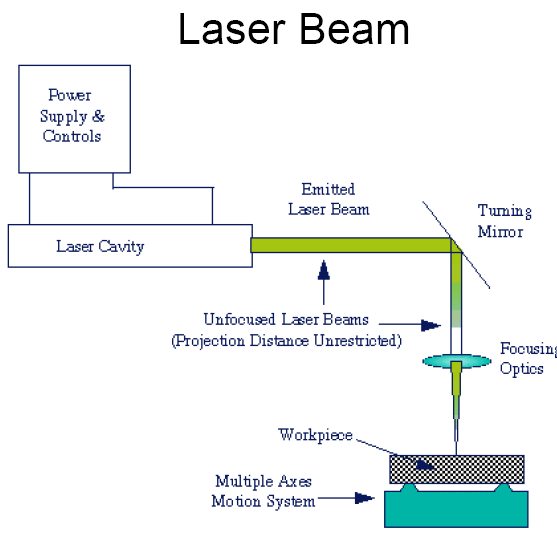 Laser Beam
Power
Supply &
Controls
Emitted
Laser Beam
Turning
Mirror
Laser Cavity
Unfocused Laser Beams
(Projection Distance Unrestricted)
Focusing
Optics
Workpiece
Multiple Axes
Motion System